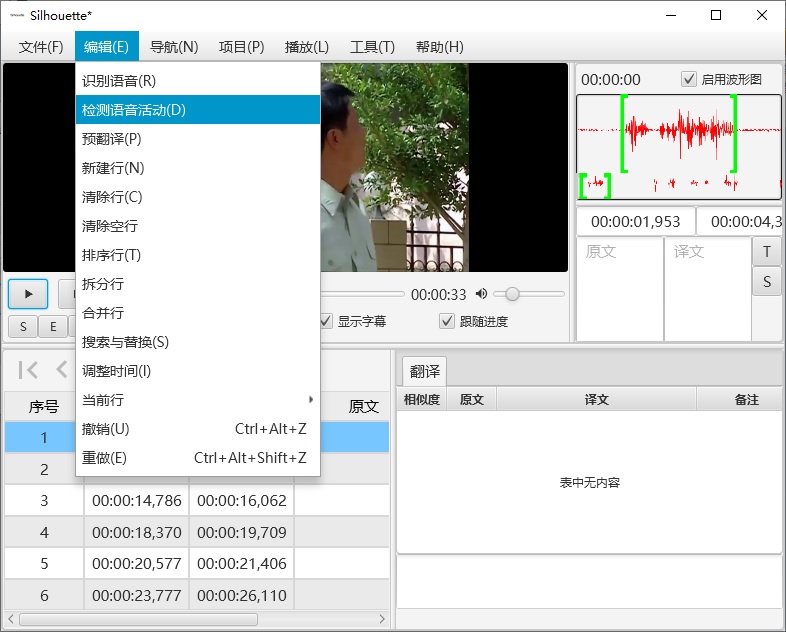 Silhouette*
文件(F) 编辑(E) 导航(N) 项目(P) 播放(L) 工具(T) 帮助(H)
识别语音(R)
检测语音活动(D)
预翻译(P)
新建行(N)
清除行(C)
清除空行
排序行(T)
拆分行
合并行
搜索与替换(S)
调整时间(I)
当前行
撤销(U) Ctrl+Alt+Z
重做(E) Ctrl+Alt+Shift+Z
00:00:00 启用波形图
00:00:01,953 00:00:04,3
原文 译文 T
S
00:00:33
S E 显示字幕 跟随进度
序号 原文
1
2
3 00:00:14,786 00:00:16,062
4 00:00:18,370 00:00:19,709
5 00:00:20,577 00:00:21,406
6 00:00:23,777 00:00:26,110
翻译
相似度 原文 译文 备注
表中无内容